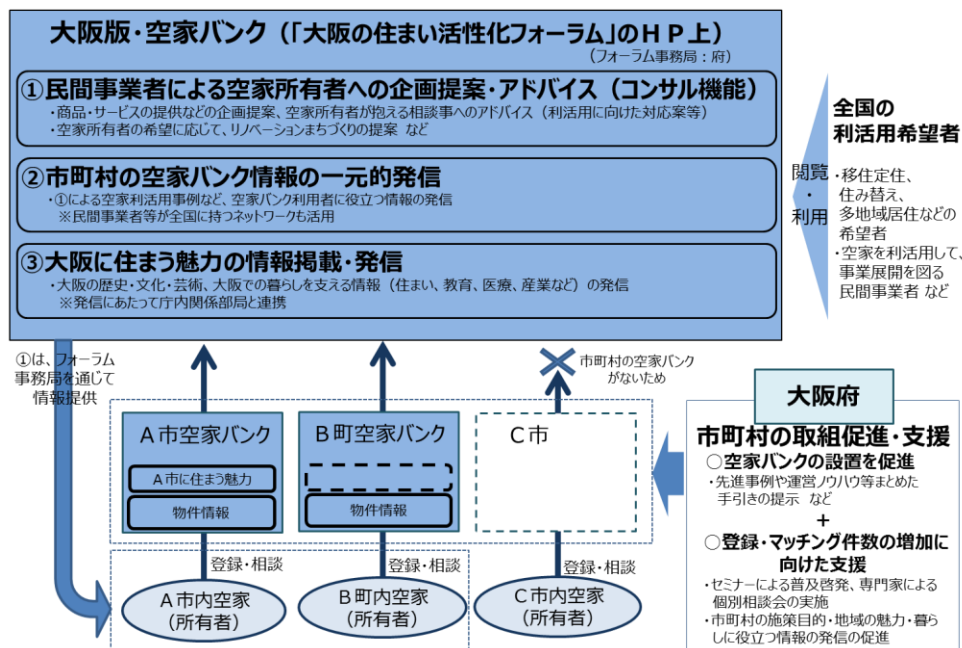 大阪版・空家バンク（「大阪の住まい活性化フォーラム」のＨＰ上）
（フォーラム事務局：府）
①民間事業者による空家所有者への企画提案・アドバイス（コンサル機能）
・商品・サービスの提供などの企画提案、空家所有者が抱える相談事へのアドバイス（利活用に向けた対応案等）
・空家所有者の希望に応じて、リノベーションまちづくりの提案 など
②市町村の空家バンク情報の一元的発信
・①による空家利活用事例など、空家バンク利用者に役立つ情報の発信
※民間事業者等が全国に持つネットワークも活用
③大阪に住まう魅力の情報掲載・発信
・大阪の歴史・文化・芸術、大阪での暮らしを支える情報（住まい、教育、医療、産業など）の発信
※発信にあたって庁内関係部局と連携
閲覧
・
利用
全国の
利活用希望者
・移住定住、
住み替え、
多地域居住などの
希望者
・空家を利活用して、
事業展開を図る
民間事業者 など
①は、フォーラム
事務局を通じて
情報提供
市町村の空家バンク
がないため
Ａ市空家バンク
Ａ市に住まう魅力
物件情報
Ｂ町空家バンク
物件情報
Ｃ市
登録・相談
登録・相談
登録・相談
Ａ市内空家
（所有者）
Ｂ町内空家
（所有者）
Ｃ市内空家
（所有者）
大阪府
市町村の取組促進・支援
○空家バンクの設置を促進
・先進事例や運営ノウハウ等まとめた
手引きの提示 など
＋
○登録・マッチング件数の増加に
向けた支援
・セミナーによる普及啓発、専門家による
個別相談会の実施
・市町村の施策目的・地域の魅力・暮ら
しに役立つ情報の発信の促進